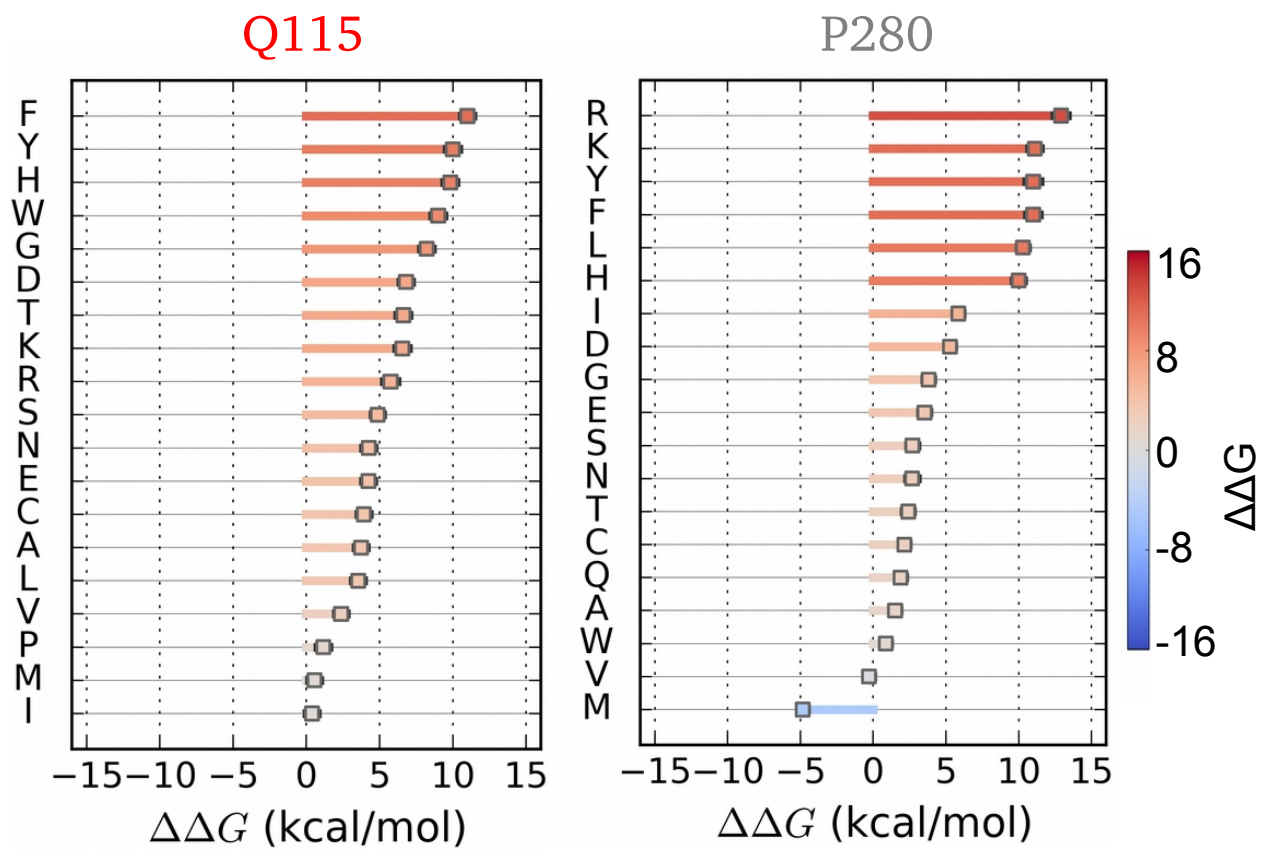 Q115
F
Y
H
W
G
D
T
K
R
S
N
E
C
A
L
V
P
M
I
−15 −10 −5 0 5 10 15
ΔΔG (kcal/mol)
P280
R
K
Y
F
L
H
I
D
G
E
S
N
T
C
Q
A
W
V
M
−15 −10 −5 0 5 10 15
ΔΔG (kcal/mol)
16
8
0
-8
-16
ΔΔG